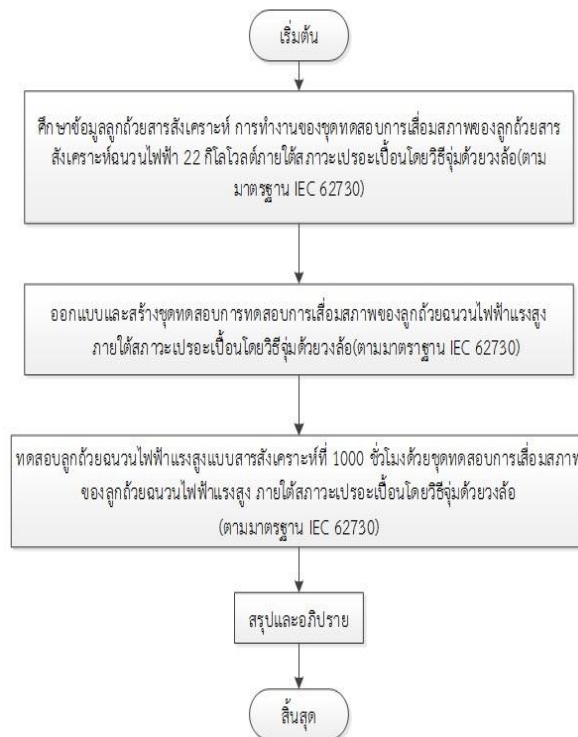 เริ่มต้น
ศึกษาข้อมูลลูกถ้วยสารสังเคราะห์ การทำงานของชุดทดสอบการเสื่อมสภาพของลูกถ้วยสาร
สังเคราะห์ฉนวนไฟฟ้า 22 กิโลโวลต์ภายใต้สภาวะเปรอะเปื้อนโดยวิธีจุ่มด้วยวงล้อ(ตาม
มาตรฐาน IEC 62730)
ออกแบบและสร้างชุดทดสอบการทดสอบการเสื่อมสภาพของลูกถ้วยฉนวนไฟฟ้าแรงสูง
ภายใต้สภาวะเปรอะเปื้อนโดยวิธีจุ่มด้วยวงล้อ(ตามมาตราฐาน IEC 62730)
ทดสอบลูกถ้วยฉนวนไฟฟ้าแรงสูงแบบสารสังเคราะห์ที่ 1000 ชั่วโมงด้วยชุดทดสอบการเสื่อมสภาพ
ของลูกถ้วยฉนวนไฟฟ้าแรงสูง ภายใต้สภาวะเปรอะเปื้อนโดยวิธีจุ่มด้วยวงล้อ
(ตามมาตรฐาน IEC 62730)
สรุปและอภิปราย
สิ้นสุด